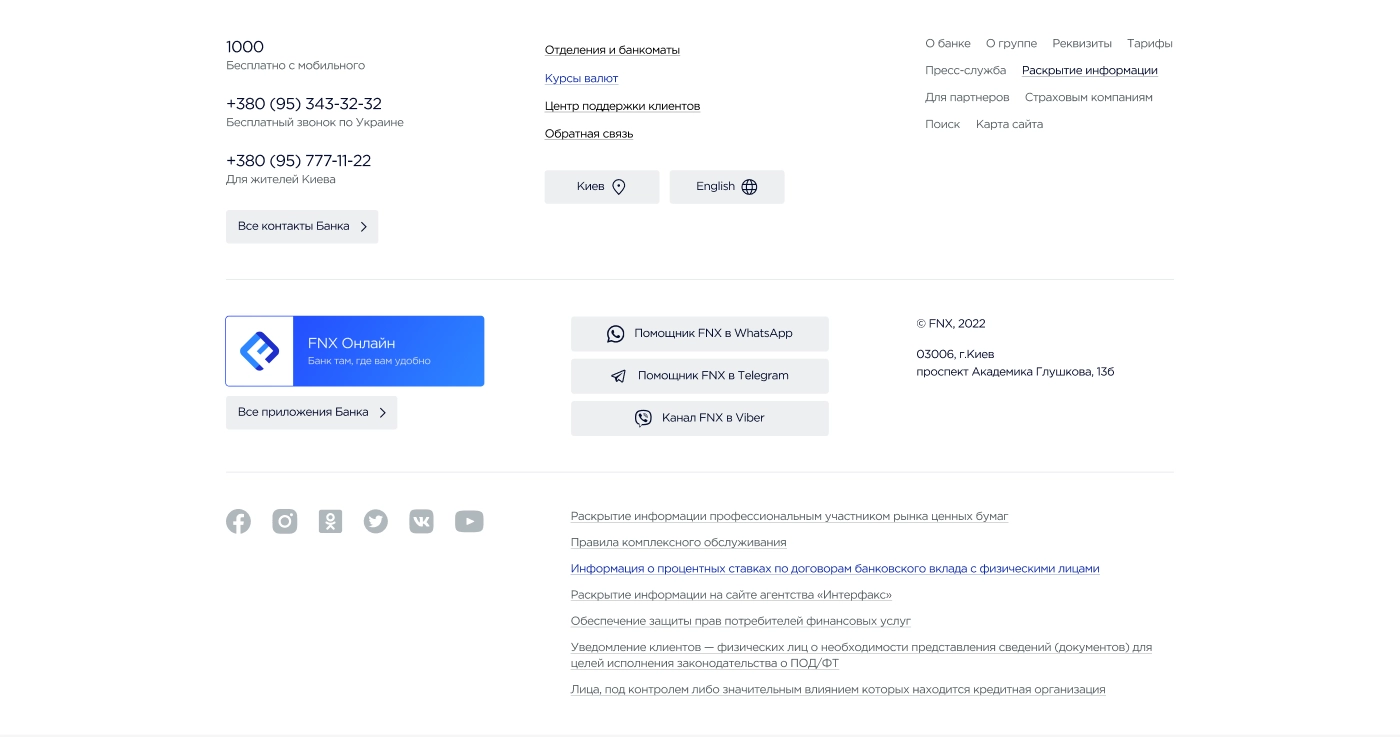 1000
Бесплатно с мобильного
+380 (95) 343-32-32
Бесплатный звонок по Украине
+380 (95) 777-11-22
Для жителей Киева
Все контакты Банка
Отделения и банкоматы
Курсы валют
Центр поддержки клиентов
Обратная связь
Киев
English
О банке О группе Реквизиты Тарифы
Пресс-служба Раскрытие информации
Для партнеров Страховым компаниям
Поиск Карта сайта
FNX Онлайн
Банк там, где вам удобно
Все приложения Банка
Помощник FNX в WhatsApp
Помощник FNX в Telegram
Канал FNX в Viber
© FNX, 2022
03006, г.Киев
проспект Академика Глушкова, 13б
Раскрытие информации профессиональным участником рынка ценных бумаг
Правила комплексного обслуживания
Информация о процентных ставках по договорам банковского вклада с физическими лицами
Раскрытие информации на сайте агентства «Интерфакс»
Обеспечение защиты прав потребителей финансовых услуг
Уведомление клиентов — физических лиц о необходимости представления сведений (документов) для
целей исполнения законодательства о ПОД/ФТ
Лица, под контролем либо значительным влиянием которых находится кредитная организация